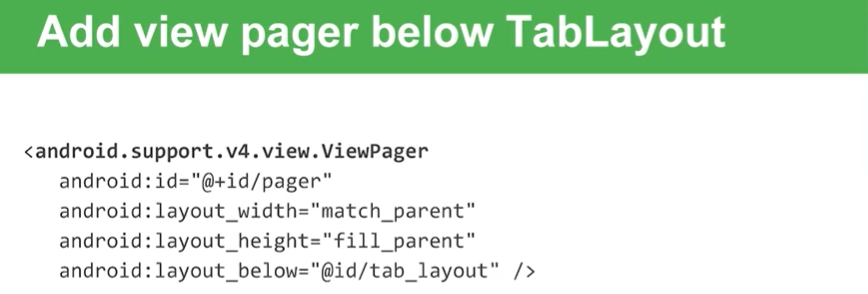 Add view pager below TabLayout
<android.support.v4.view.ViewPager
android:id="@+id/pager"
android:layout_width="match_parent"
android:layout_height="fill_parent"
android:layout_below="@id/tab_layout" />